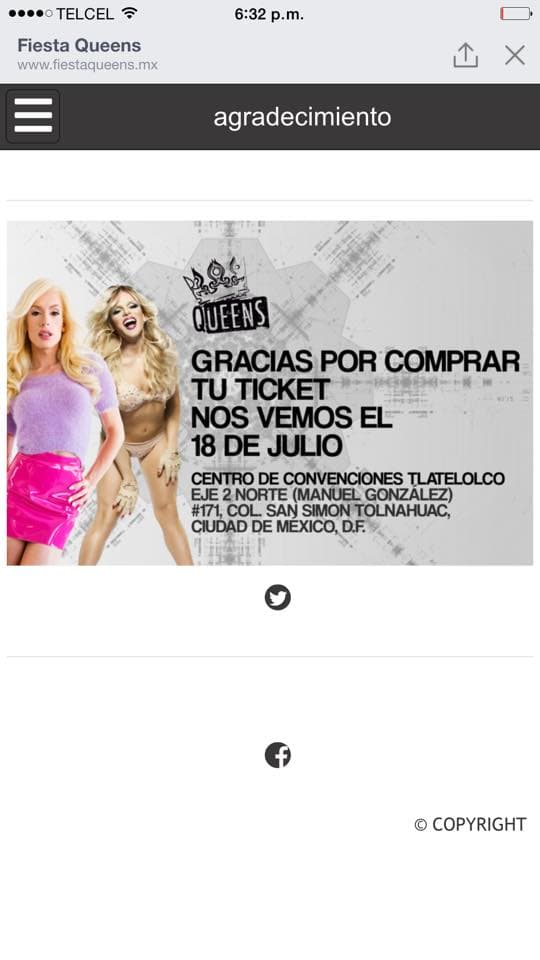 TELCEL 6:32 p.m.
Fiesta Queens
www.fiestaqueens.mx
agradecimiento
QUEENS
GRACIAS POR COMPRAR
TU TICKET
NOS VEMOS EL
18 DE JULIO
CENTRO DE CONVENCIONES TLATELOLCO
EJE 2 NORTE (MANUEL GONZÁLEZ)
#171, COL. SAN SIMON TOLNAHUAC,
CIUDAD DE MÉXICO, D.F.
© COPYRIGHT